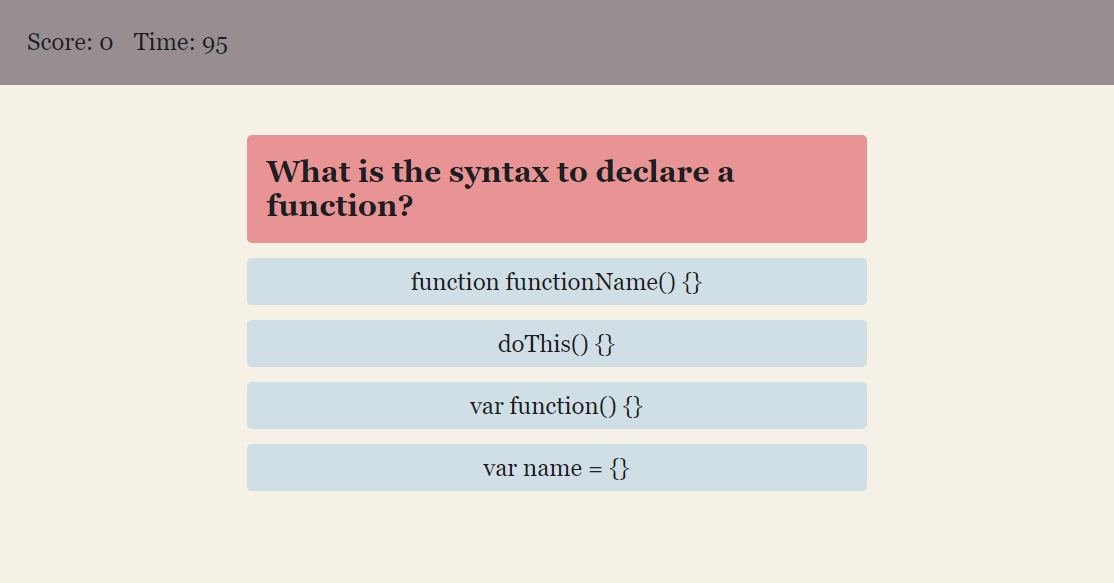 Score: 0 Time: 95
What is the syntax to declare a
function?
function functionName() {}
doThis() {}
var function() {}
var name = {}